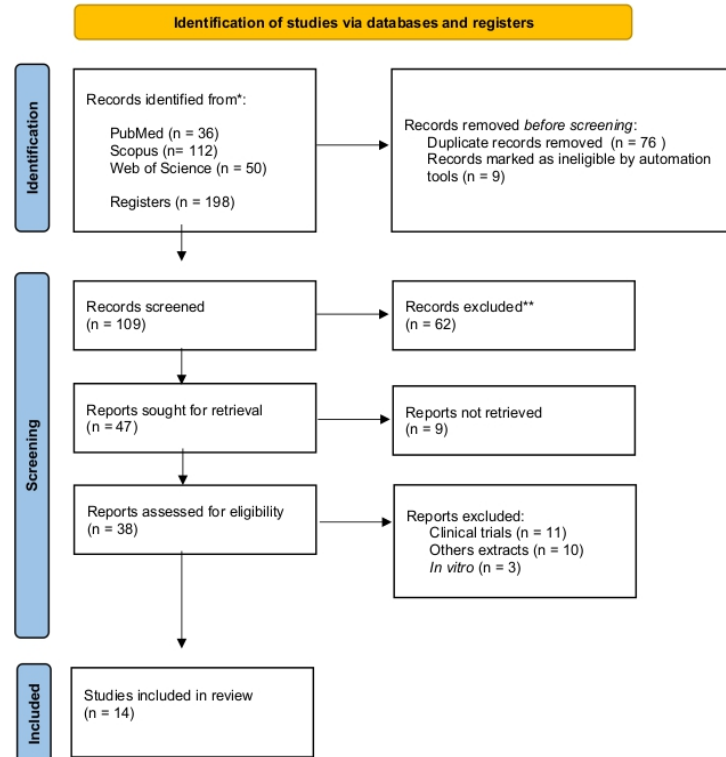 Identification of studies via databases and registers
Identification
Records identified from*:
PubMed (n = 36)
Scopus (n= 112)
Web of Science (n = 50)
Registers (n = 198)
Records removed before screening:
Duplicate records removed (n = 76 )
Records marked as ineligible by automation
tools (n = 9)
Screening
Records screened
(n = 109)
Records excluded**
(n = 62)
Reports sought for retrieval
(n = 47)
Reports not retrieved
(n = 9)
Reports assessed for eligibility
(n = 38)
Reports excluded:
Clinical trials (n = 11)
Others extracts (n = 10)
In vitro (n = 3)
Included
Studies included in review
(n = 14)